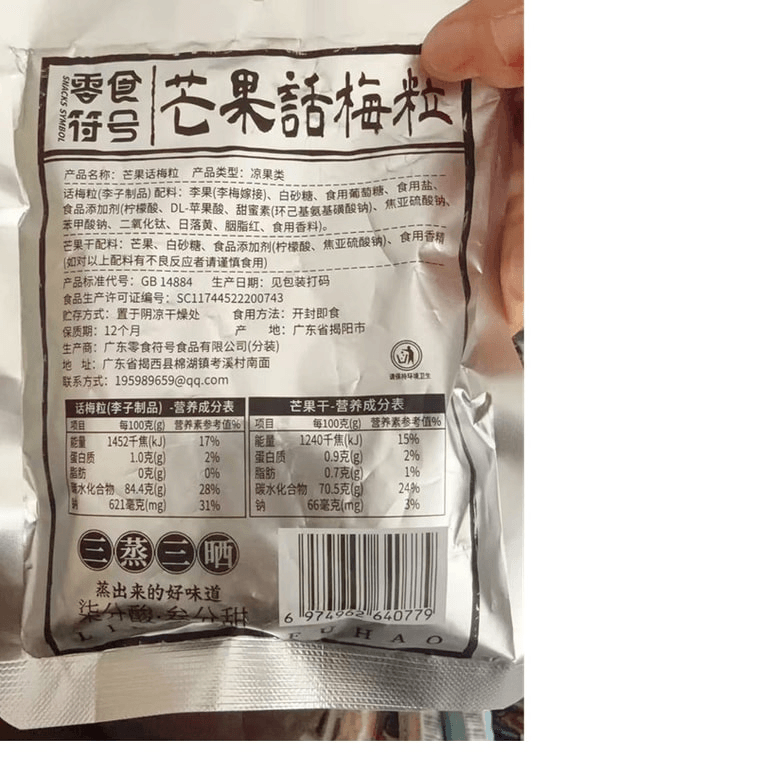 零食符号
SNACKS SYMBOL
芒果話梅粒
产品名称：芒果话梅粒 产品类型：凉果类
话梅粒(李子制品)配料：李果(李梅嫁接)、白砂糖、食用葡萄糖、食用盐、
食品添加剂(柠檬酸、DL-苹果酸、甜蜜素(环己基氨基磺酸钠)、焦亚硫酸钠、
苯甲酸钠、二氧化钛、日落黄、胭脂红、食用香料)。
芒果干配料：芒果、白砂糖、食品添加剂(柠檬酸、焦亚硫酸钠)、食用香精
(如对以上配料有不良反应者请谨慎食用)
产品标准代号：GB 14884 生产日期：见包装打码
食品生产许可证编号：SC11744522200743
贮存方式：置于阴凉干燥处 食用方法：开封即食
保质期：12个月 产 地：广东省揭阳市
生产商：广东零食符号食品有限公司(分装)
地 址：广东省揭西县棉湖镇考溪村南面
联系方式：195989659@qq.com
请保持环境卫生
话梅粒(李子制品)-营养成分表
项目 每100克(g) 营养素参考值%
能量 1452千焦(kJ) 17%
蛋白质 1.0克(g) 2%
脂肪 0克(g) 0%
碳水化合物 84.4克(g) 28%
钠 621毫克(mg) 31%
芒果干-营养成分表
项目 每100克(g) 营养素参考值%
能量 1240千焦(kJ) 15%
蛋白质 0.9克(g) 2%
脂肪 0.7克(g) 1%
碳水化合物 70.5克(g) 24%
钠 66毫克(mg) 3%
三蒸三晒
蒸出来的好味道
柒分酸·叁分甜
6 974962 640779
FUHAO